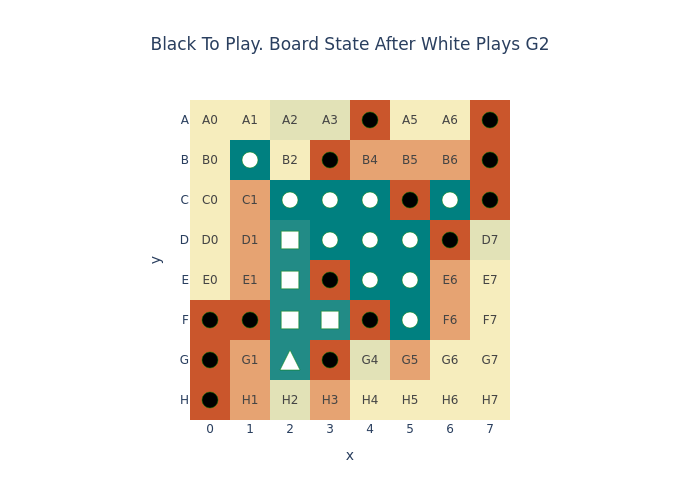 Black To Play. Board State After White Plays G2
A A0 A1 A2 A3 A5 A6
B B0 B2 B4 B5 B6
C C0 C1
D D0 D1 D7
E E0 E1 E6 E7
F F6 F7
G G1 G4 G5 G6 G7
H H1 H2 H3 H4 H5 H6 H7
0 1 2 3 4 5 6 7
x
y